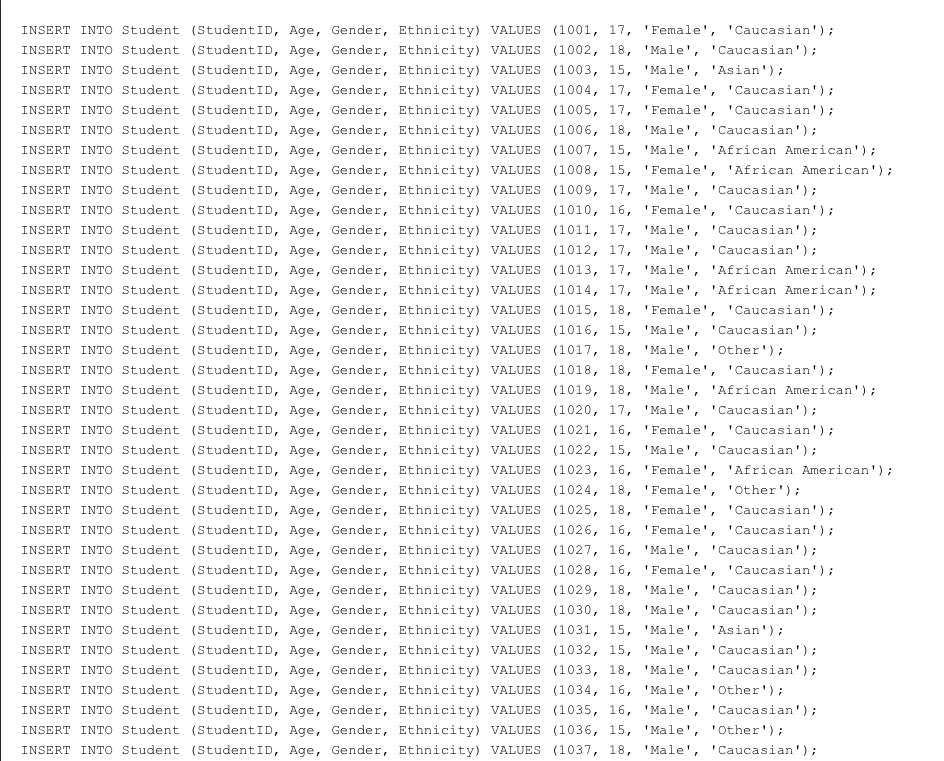 INSERT INTO Student (StudentID, Age, Gender, Ethnicity) VALUES (1001, 17, 'Female', 'Caucasian');
INSERT INTO Student (StudentID, Age, Gender, Ethnicity) VALUES (1002, 18, 'Male', 'Caucasian');
INSERT INTO Student (StudentID, Age, Gender, Ethnicity) VALUES (1003, 15, 'Male', 'Asian');
INSERT INTO Student (StudentID, Age, Gender, Ethnicity) VALUES (1004, 17, 'Female', 'Caucasian');
INSERT INTO Student (StudentID, Age, Gender, Ethnicity) VALUES (1005, 17, 'Female', 'Caucasian');
INSERT INTO Student (StudentID, Age, Gender, Ethnicity) VALUES (1006, 18, 'Male', 'Caucasian');
INSERT INTO Student (StudentID, Age, Gender, Ethnicity) VALUES (1007, 15, 'Male', 'African American');
INSERT INTO Student (StudentID, Age, Gender, Ethnicity) VALUES (1008, 15, 'Female', 'African American');
INSERT INTO Student (StudentID, Age, Gender, Ethnicity) VALUES (1009, 17, 'Male', 'Caucasian');
INSERT INTO Student (StudentID, Age, Gender, Ethnicity) VALUES (1010, 16, 'Female', 'Caucasian');
INSERT INTO Student (StudentID, Age, Gender, Ethnicity) VALUES (1011, 17, 'Male', 'Caucasian');
INSERT INTO Student (StudentID, Age, Gender, Ethnicity) VALUES (1012, 17, 'Male', 'Caucasian');
INSERT INTO Student (StudentID, Age, Gender, Ethnicity) VALUES (1013, 17, 'Male', 'African American');
INSERT INTO Student (StudentID, Age, Gender, Ethnicity) VALUES (1014, 17, 'Male', 'African American');
INSERT INTO Student (StudentID, Age, Gender, Ethnicity) VALUES (1015, 18, 'Female', 'Caucasian');
INSERT INTO Student (StudentID, Age, Gender, Ethnicity) VALUES (1016, 15, 'Male', 'Caucasian');
INSERT INTO Student (StudentID, Age, Gender, Ethnicity) VALUES (1017, 18, 'Male', 'Other');
INSERT INTO Student (StudentID, Age, Gender, Ethnicity) VALUES (1018, 18, 'Female', 'Caucasian');
INSERT INTO Student (StudentID, Age, Gender, Ethnicity) VALUES (1019, 18, 'Male', 'African American');
INSERT INTO Student (StudentID, Age, Gender, Ethnicity) VALUES (1020, 17, 'Male', 'Caucasian');
INSERT INTO Student (StudentID, Age, Gender, Ethnicity) VALUES (1021, 16, 'Female', 'Caucasian');
INSERT INTO Student (StudentID, Age, Gender, Ethnicity) VALUES (1022, 15, 'Male', 'Caucasian');
INSERT INTO Student (StudentID, Age, Gender, Ethnicity) VALUES (1023, 16, 'Female', 'African American');
INSERT INTO Student (StudentID, Age, Gender, Ethnicity) VALUES (1024, 18, 'Female', 'Other');
INSERT INTO Student (StudentID, Age, Gender, Ethnicity) VALUES (1025, 18, 'Female', 'Caucasian');
INSERT INTO Student (StudentID, Age, Gender, Ethnicity) VALUES (1026, 16, 'Female', 'Caucasian');
INSERT INTO Student (StudentID, Age, Gender, Ethnicity) VALUES (1027, 16, 'Male', 'Caucasian');
INSERT INTO Student (StudentID, Age, Gender, Ethnicity) VALUES (1028, 16, 'Female', 'Caucasian');
INSERT INTO Student (StudentID, Age, Gender, Ethnicity) VALUES (1029, 18, 'Male', 'Caucasian');
INSERT INTO Student (StudentID, Age, Gender, Ethnicity) VALUES (1030, 18, 'Male', 'Caucasian');
INSERT INTO Student (StudentID, Age, Gender, Ethnicity) VALUES (1031, 15, 'Male', 'Asian');
INSERT INTO Student (StudentID, Age, Gender, Ethnicity) VALUES (1032, 15, 'Male', 'Caucasian');
INSERT INTO Student (StudentID, Age, Gender, Ethnicity) VALUES (1033, 18, 'Male', 'Caucasian');
INSERT INTO Student (StudentID, Age, Gender, Ethnicity) VALUES (1034, 16, 'Male', 'Other');
INSERT INTO Student (StudentID, Age, Gender, Ethnicity) VALUES (1035, 16, 'Male', 'Caucasian');
INSERT INTO Student (StudentID, Age, Gender, Ethnicity) VALUES (1036, 15, 'Male', 'Other');
INSERT INTO Student (StudentID, Age, Gender, Ethnicity) VALUES (1037, 18, 'Male', 'Caucasian');